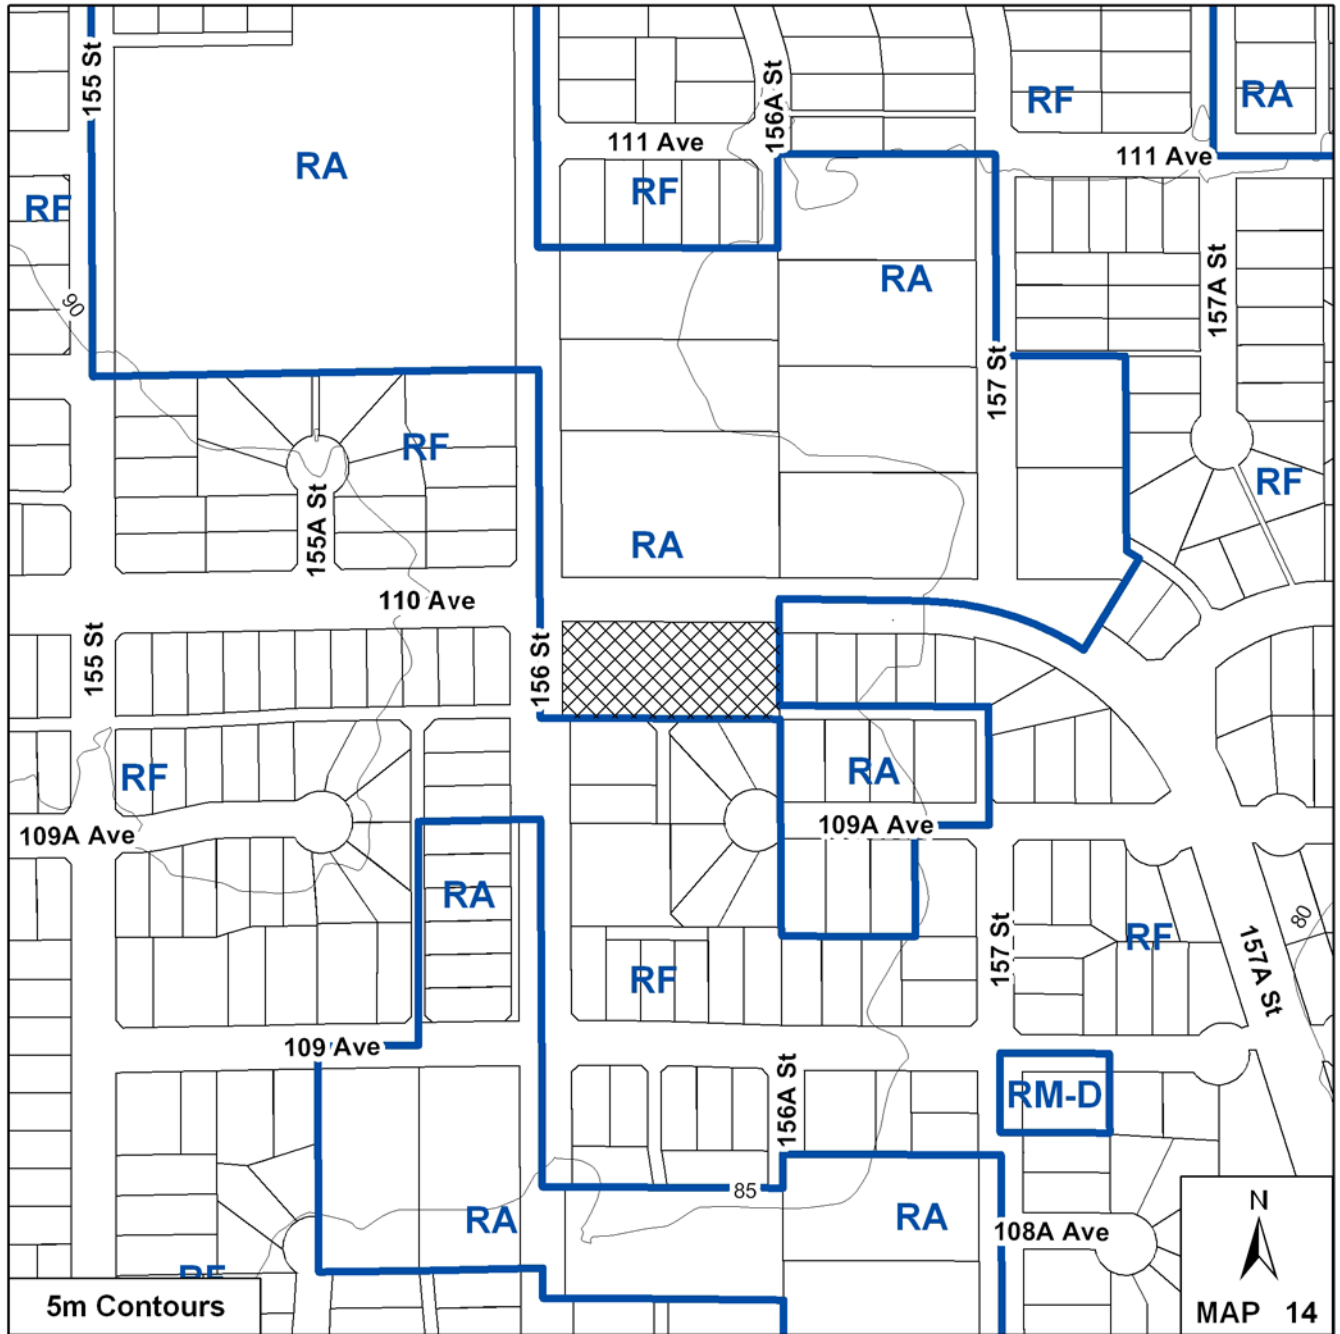 155 St
RA
RF
90
111 Ave
156A St
RF
RF
RA
111 Ave
RA
157A St
157 St
RF
155A St
RA
RF
110 Ave
155 St
156 St
RF
RA
109A Ave
109A Ave
RA
RF
157 St
RF
80
157A St
109 Ave
156A St
RM-D
85
RA
RA
108A Ave
RF
5m Contours
N
MAP 14